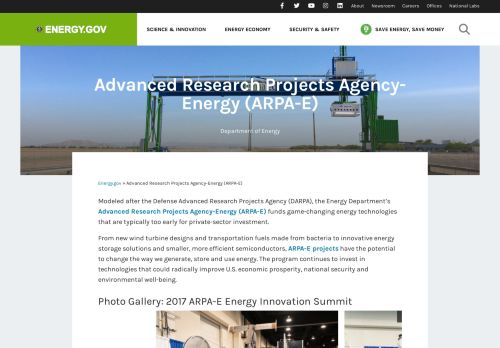 About Newsroom Careers Offices National Labs
ENERGY.GOV SCIENCE & INNOVATION ENERGY ECONOMY SECURITY & SAFETY SAVE ENERGY, SAVE MONEY
Advanced Research Projects Agency-
Energy (ARPA-E)
Department of Energy
Energy.gov » Advanced Research Projects Agency-Energy (ARPA-E)
Modeled after the Defense Advanced Research Projects Agency (DARPA), the Energy Department's
Advanced Research Projects Agency-Energy (ARPA-E) funds game-changing energy technologies
that are typically too early for private-sector investment.
From new wind turbine designs and transportation fuels made from bacteria to innovative energy
storage solutions and smaller, more efficient semiconductors, ARPA-E projects have the potential
to change the way we generate, store and use energy. The program continues to invest in
technologies that could radically improve U.S. economic prosperity, national security and
environmental well-being.
Photo Gallery: 2017 ARPA-E Energy Innovation Summit